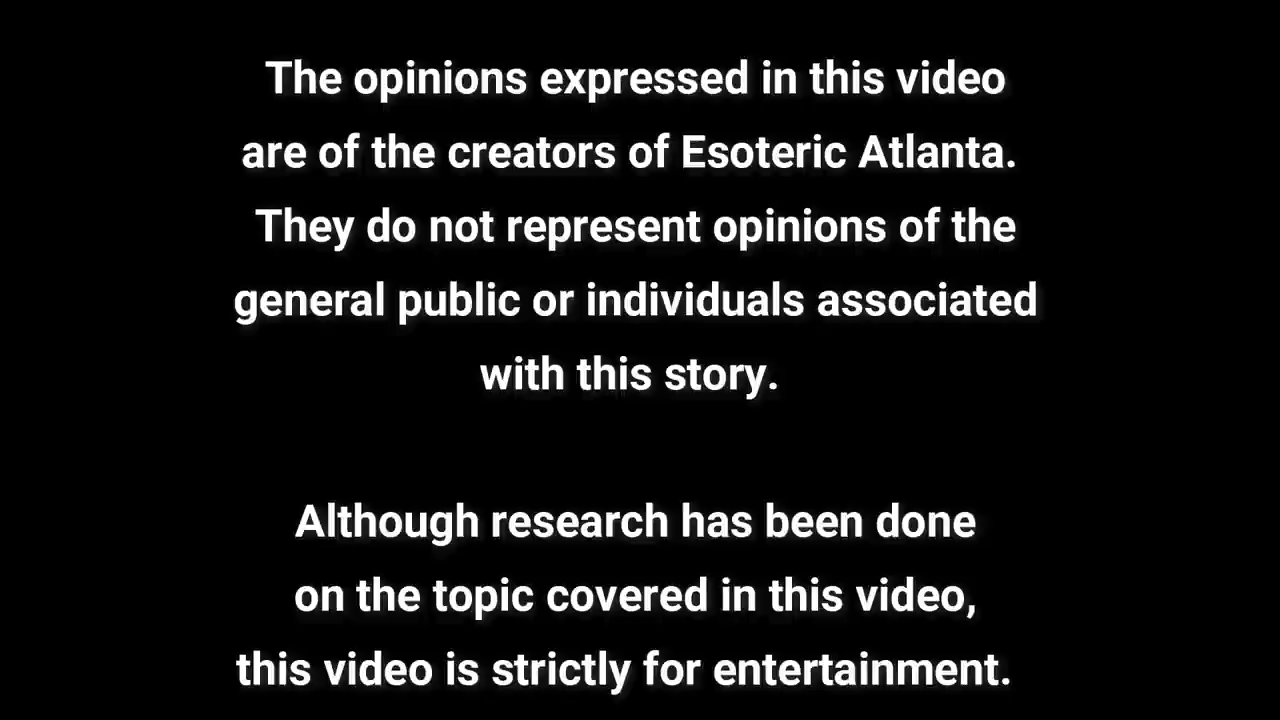 The opinions expressed in this video
are of the creators of Esoteric Atlanta.
They do not represent opinions of the
general public or individuals associated
with this story.
Although research has been done
on the topic covered in this video,
this video is strictly for entertainment.